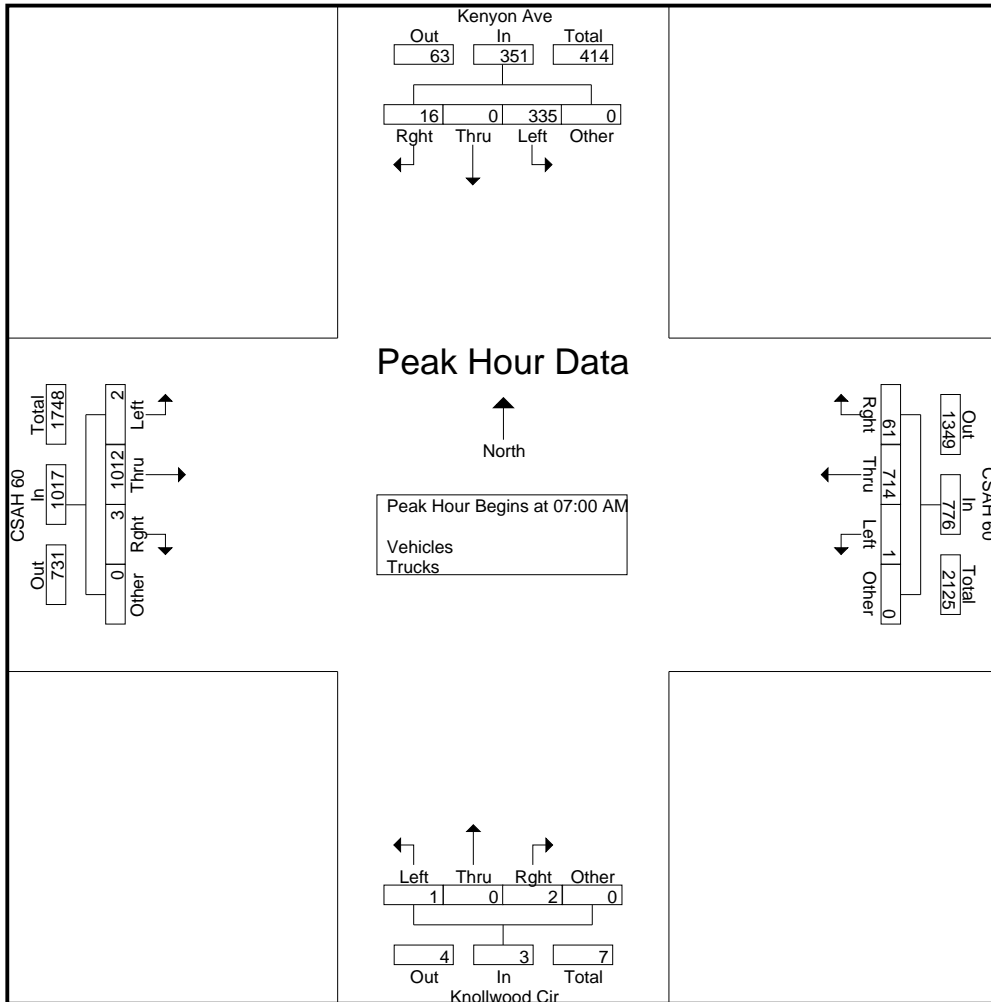 Kenyon Ave
Out In Total
63 351 414
16 0 335 0
Rght Thru Left Other
Peak Hour Data
North
Peak Hour Begins at 07:00 AM
Vehicles
Trucks
CSAH 60
Out In Total
731 1017 1748
2 1012 3 0
Left Thru Rght Other
CSAH 60
Out In Total
1349 776 2125
61 714 1 0
Rght Thru Left Other
Left Thru Rght Other
1 0 2 0
4 3 7
Out In Total
Knollwood Cir